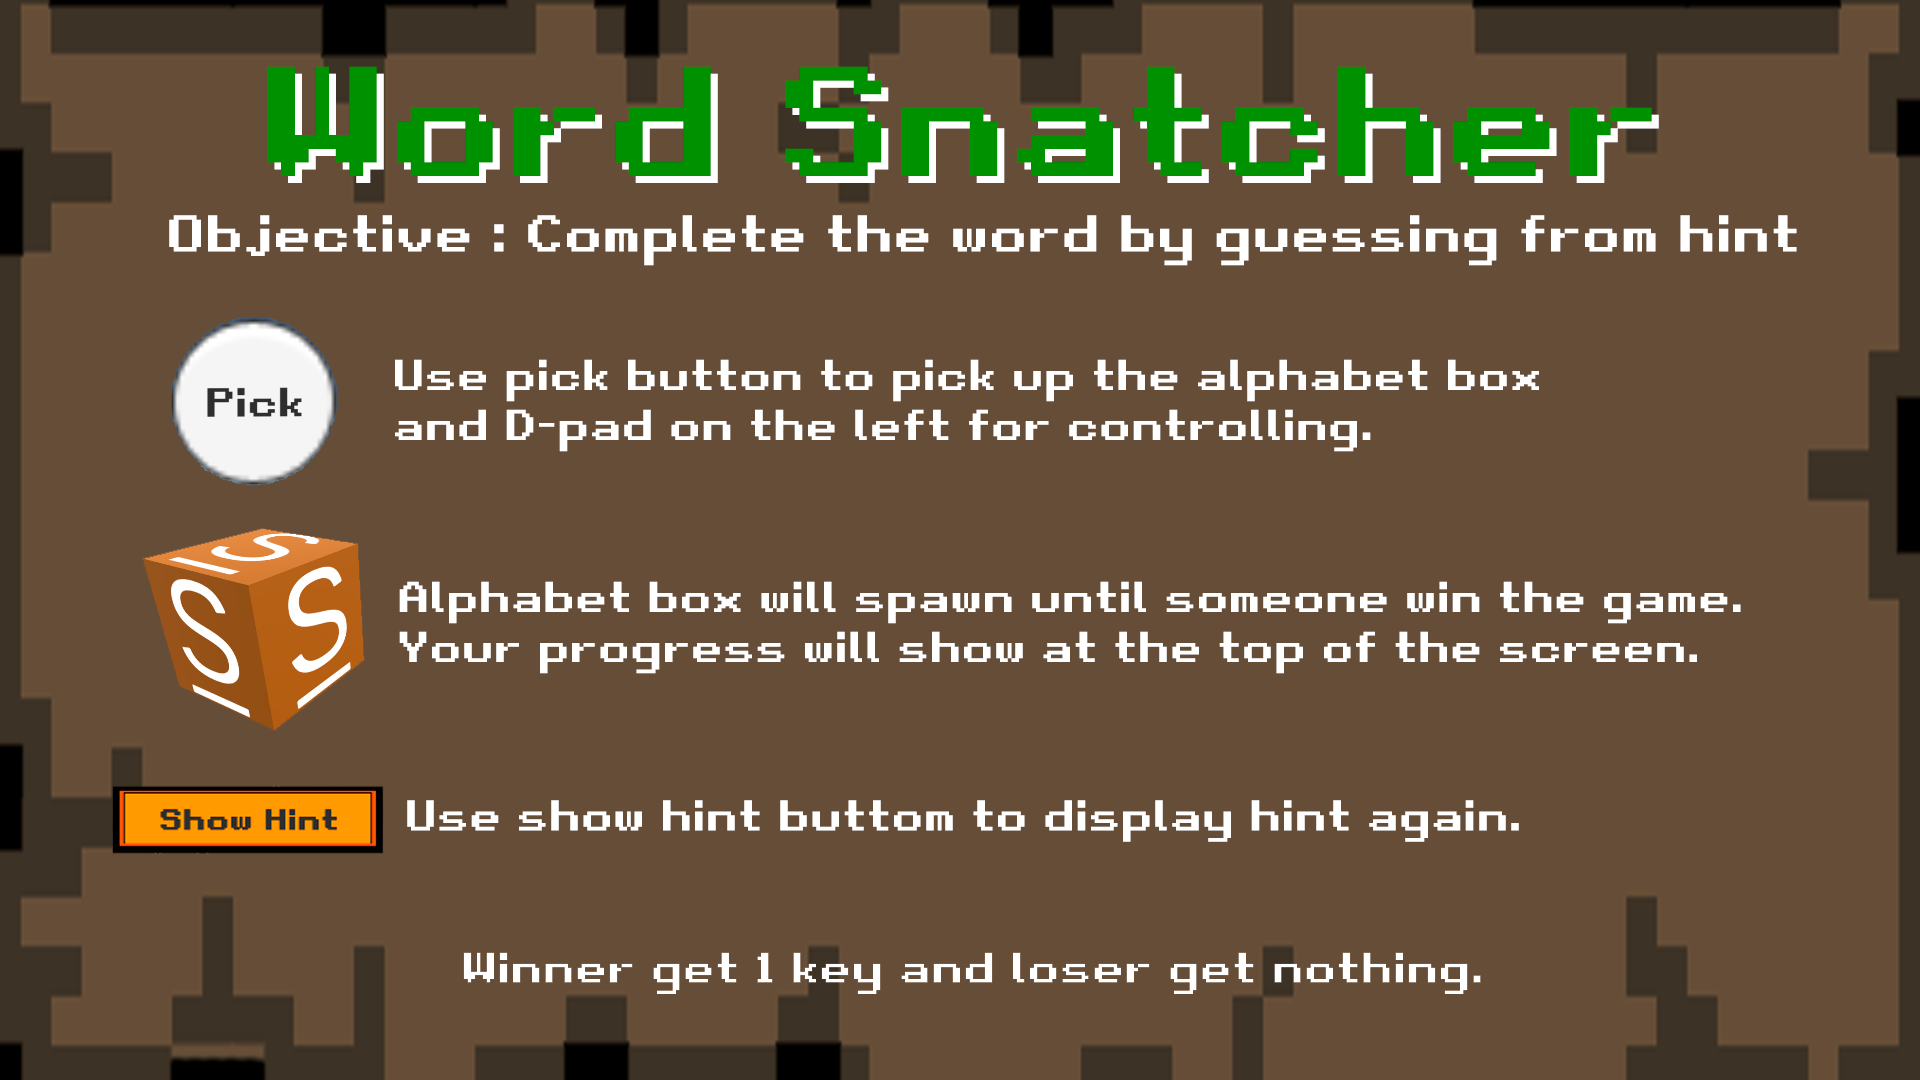 Word Snatcher
Objective : Complete the word by guessing from hint
Pick
Use pick button to pick up the alphabet box
and D-pad on the left for controlling.
S
S
S
Alphabet box will spawn until someone win the game.
Your progress will show at the top of the screen.
Show Hint
Use show hint buttom to display hint again.
Winner get 1 key and loser get nothing.